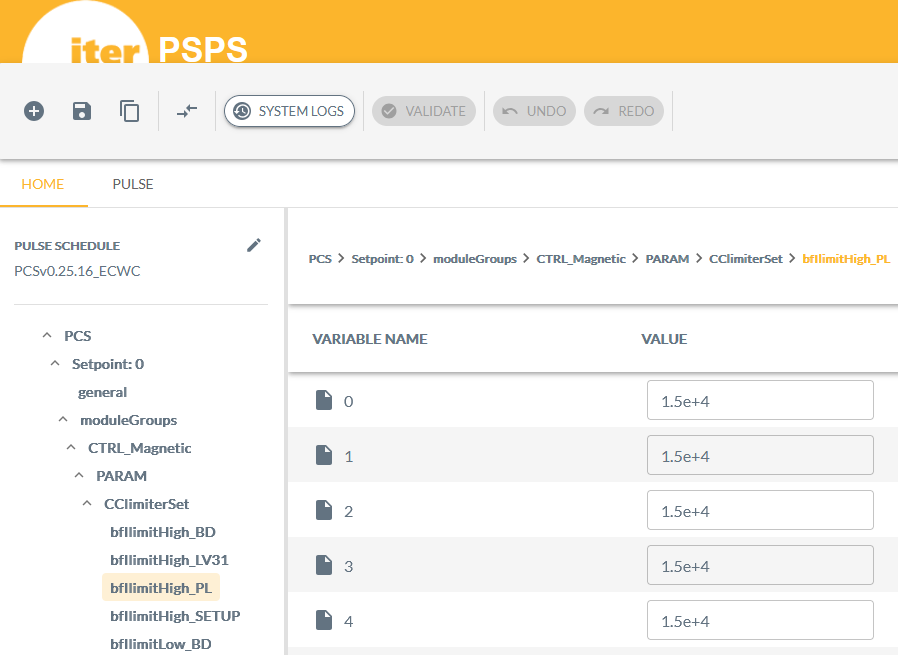 iter PSPS
SYSTEM LOGS VALIDATE UNDO REDO
HOME PULSE
PULSE SCHEDULE
PCSv0.25.16_ECWC
PCS > Setpoint: 0 > moduleGroups > CTRL_Magnetic > PARAM > CClimiterSet > bfIlimitHigh_PL
VARIABLE NAME VALUE
PCS
Setpoint: 0
general
moduleGroups
CTRL_Magnetic
PARAM
CClimiterSet
bfIlimitHigh_BD
bfIlimitHigh_LV31
bfIlimitHigh_PL
bfIlimitHigh_SETUP
bfIlimitLow_BD
0 1.5e+4
1 1.5e+4
2 1.5e+4
3 1.5e+4
4 1.5e+4